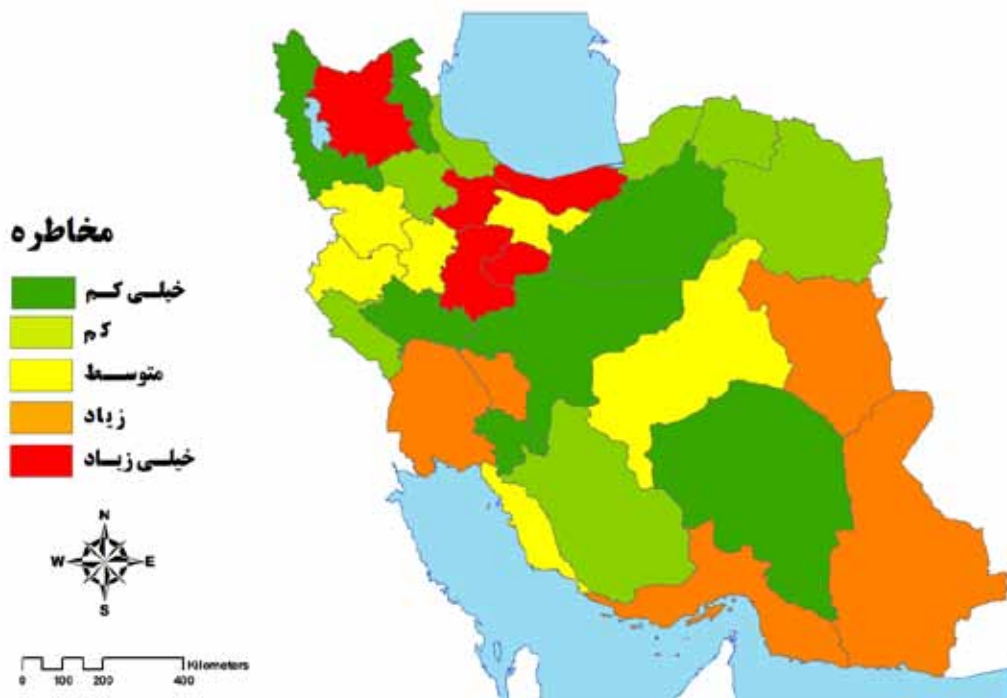 مخاطره
خیلی کم
کم
متوسط
زیاد
خیلی زیاد
N
W E
S
Kilometers
0 100 200 400